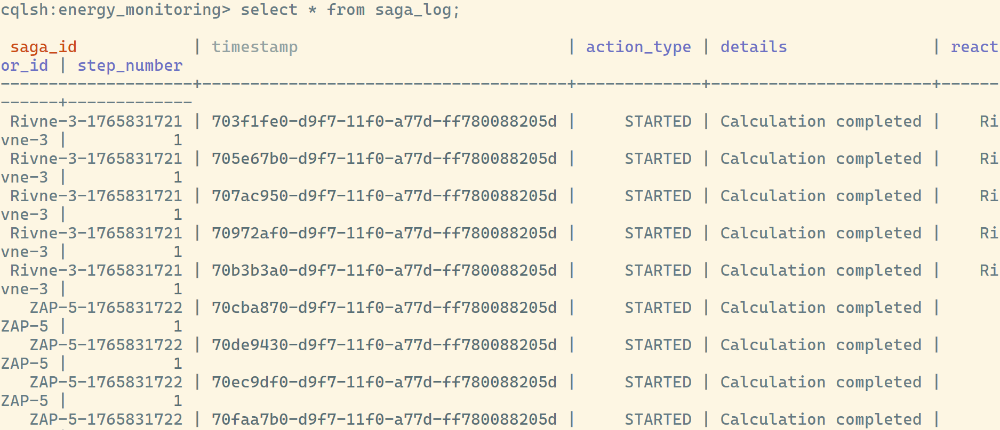 cqlsh:energy_monitoring> select * from saga_log;
 saga_id            | timestamp                            | action_type | details               | react
or_id | step_number
--------------------+--------------------------------------+-------------+-----------------------+------
------+-------------
 Rivne-3-1765831721 | 703f1fe0-d9f7-11f0-a77d-ff780088205d |     STARTED | Calculation completed |    Ri
vne-3 |           1
 Rivne-3-1765831721 | 705e67b0-d9f7-11f0-a77d-ff780088205d |     STARTED | Calculation completed |    Ri
vne-3 |           1
 Rivne-3-1765831721 | 707ac950-d9f7-11f0-a77d-ff780088205d |     STARTED | Calculation completed |    Ri
vne-3 |           1
 Rivne-3-1765831721 | 70972af0-d9f7-11f0-a77d-ff780088205d |     STARTED | Calculation completed |    Ri
vne-3 |           1
 Rivne-3-1765831721 | 70b3b3a0-d9f7-11f0-a77d-ff780088205d |     STARTED | Calculation completed |    Ri
vne-3 |           1
   ZAP-5-1765831722 | 70cba870-d9f7-11f0-a77d-ff780088205d |     STARTED | Calculation completed |
ZAP-5 |           1
   ZAP-5-1765831722 | 70de9430-d9f7-11f0-a77d-ff780088205d |     STARTED | Calculation completed |
ZAP-5 |           1
   ZAP-5-1765831722 | 70ec9df0-d9f7-11f0-a77d-ff780088205d |     STARTED | Calculation completed |
ZAP-5 |           1
   ZAP-5-1765831722 | 70faa7b0-d9f7-11f0-a77d-ff780088205d |     STARTED | Calculation completed |